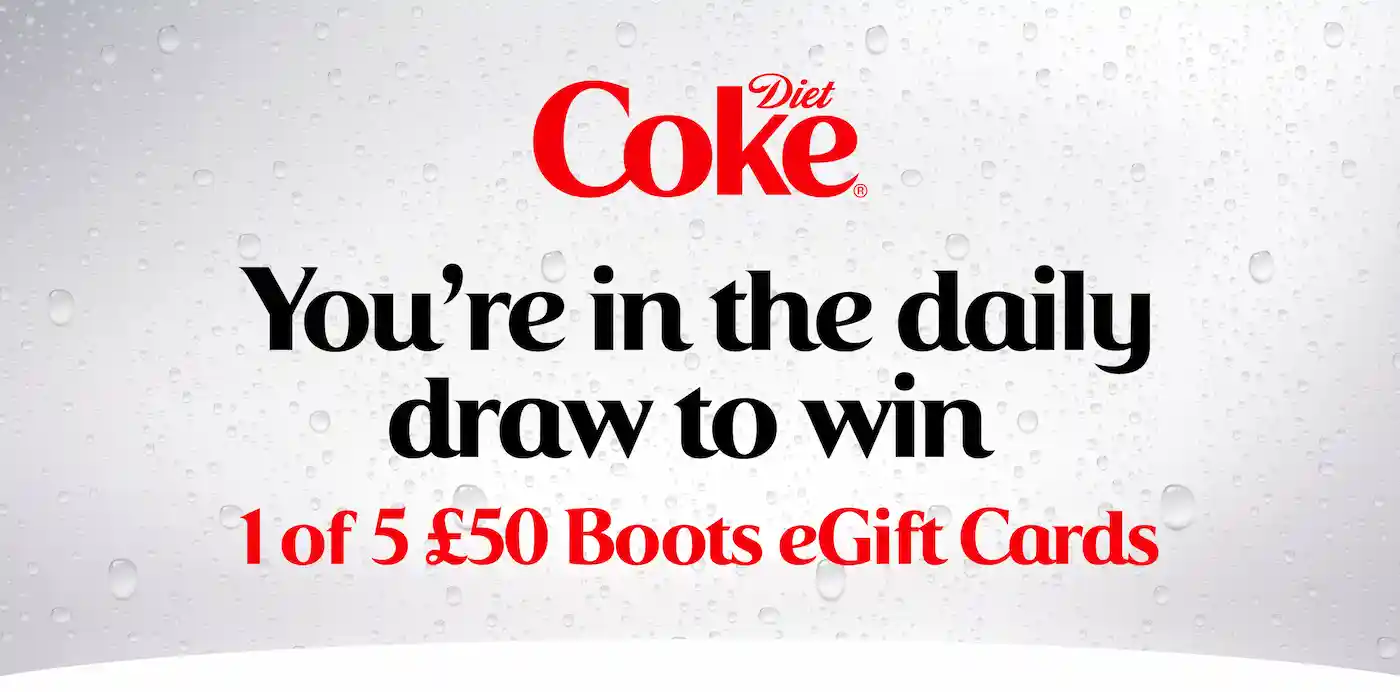 Diet
Coke®
You’re in the daily
draw to win
1 of 5 £50 Boots eGift Cards